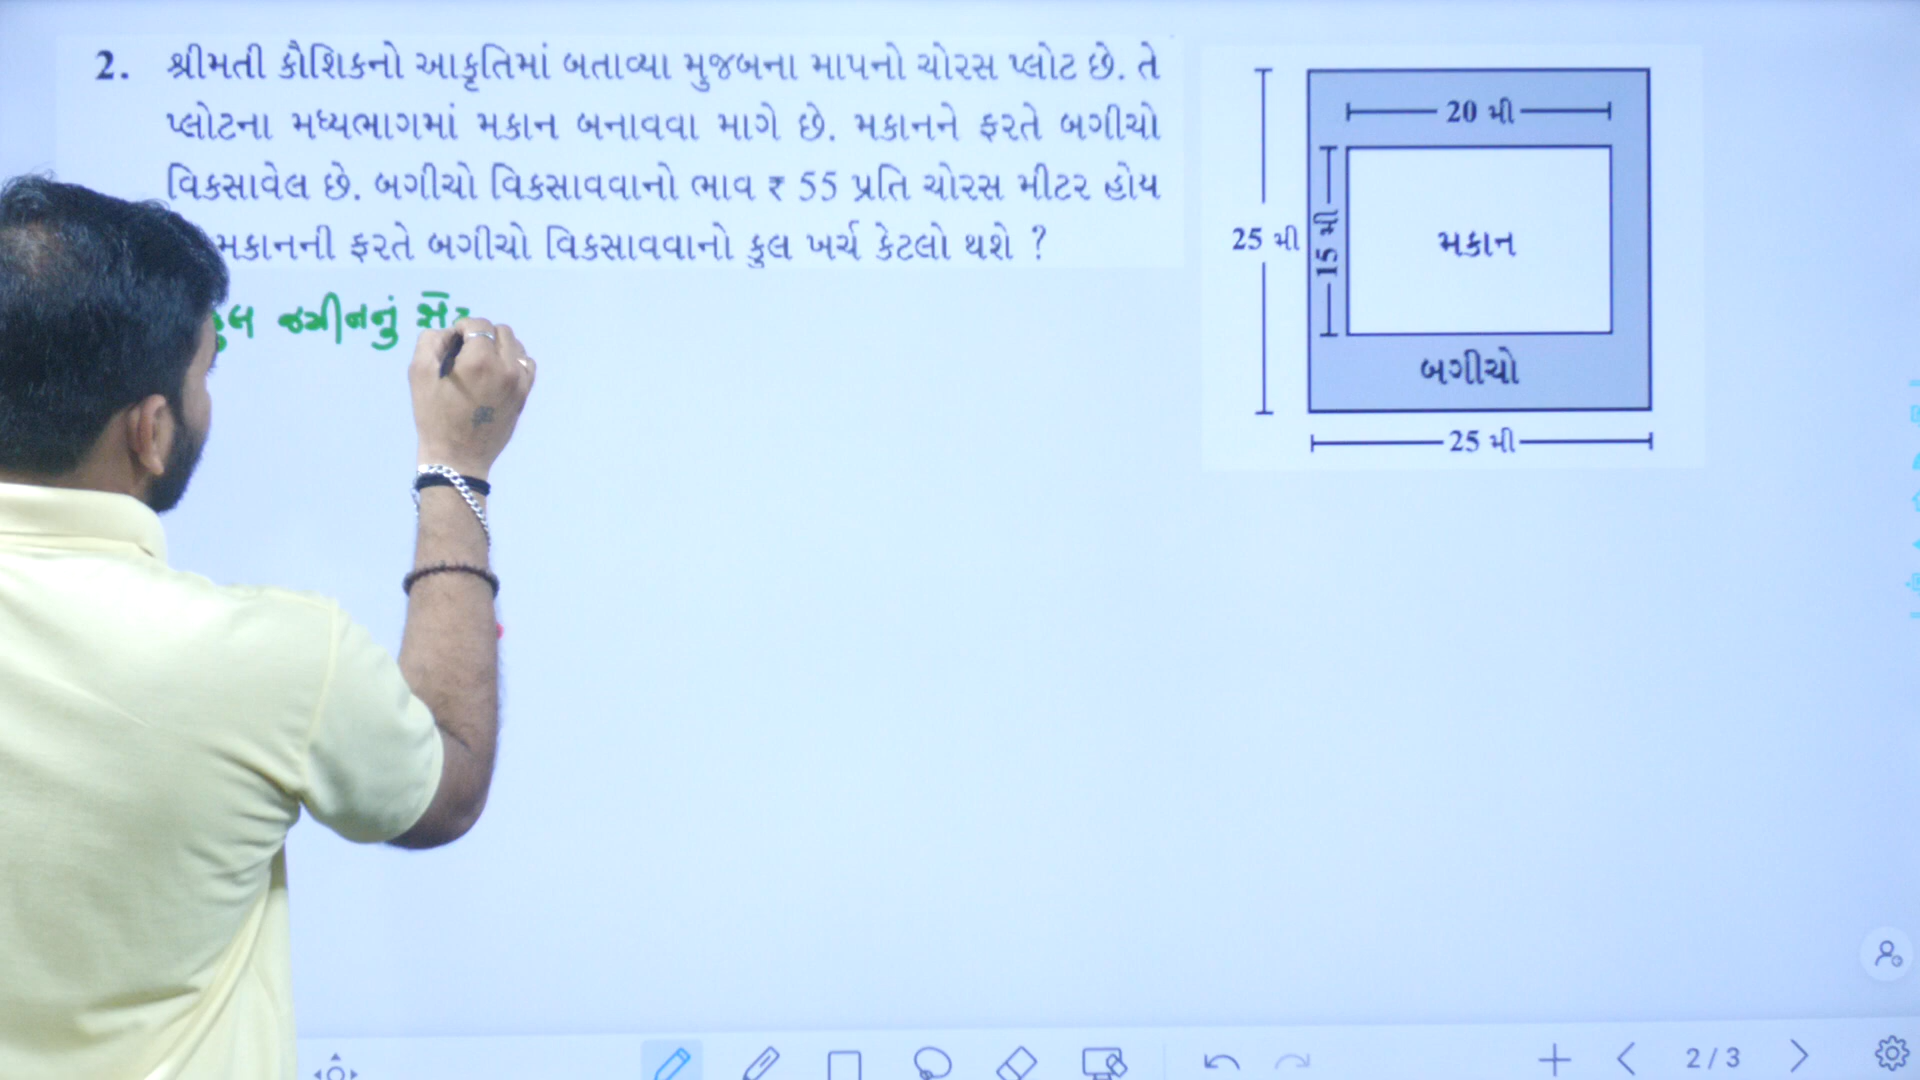 2. શ્રીમતી કૌશિકનો આકૃતિમાં બતાવ્યા મુજબના માપનો ચોરસ પ્લોટ છે. તે
પ્લોટના મધ્યભાગમાં મકાન બનાવવા માગે છે. મકાનને ફરતે બગીચો
વિકસાવેલ છે. બગીચો વિકસાવવાનો ભાવ ₹ 55 પ્રતિ ચોરસ મીટર હોય
મકાનની ફરતે બગીચો વિકસાવવાનો કુલ ખર્ચ કેટલો થશે ?
જમીનનું
20 મી
25 મી
15 મી
મકાન
બગીચો
25 મી
2/3